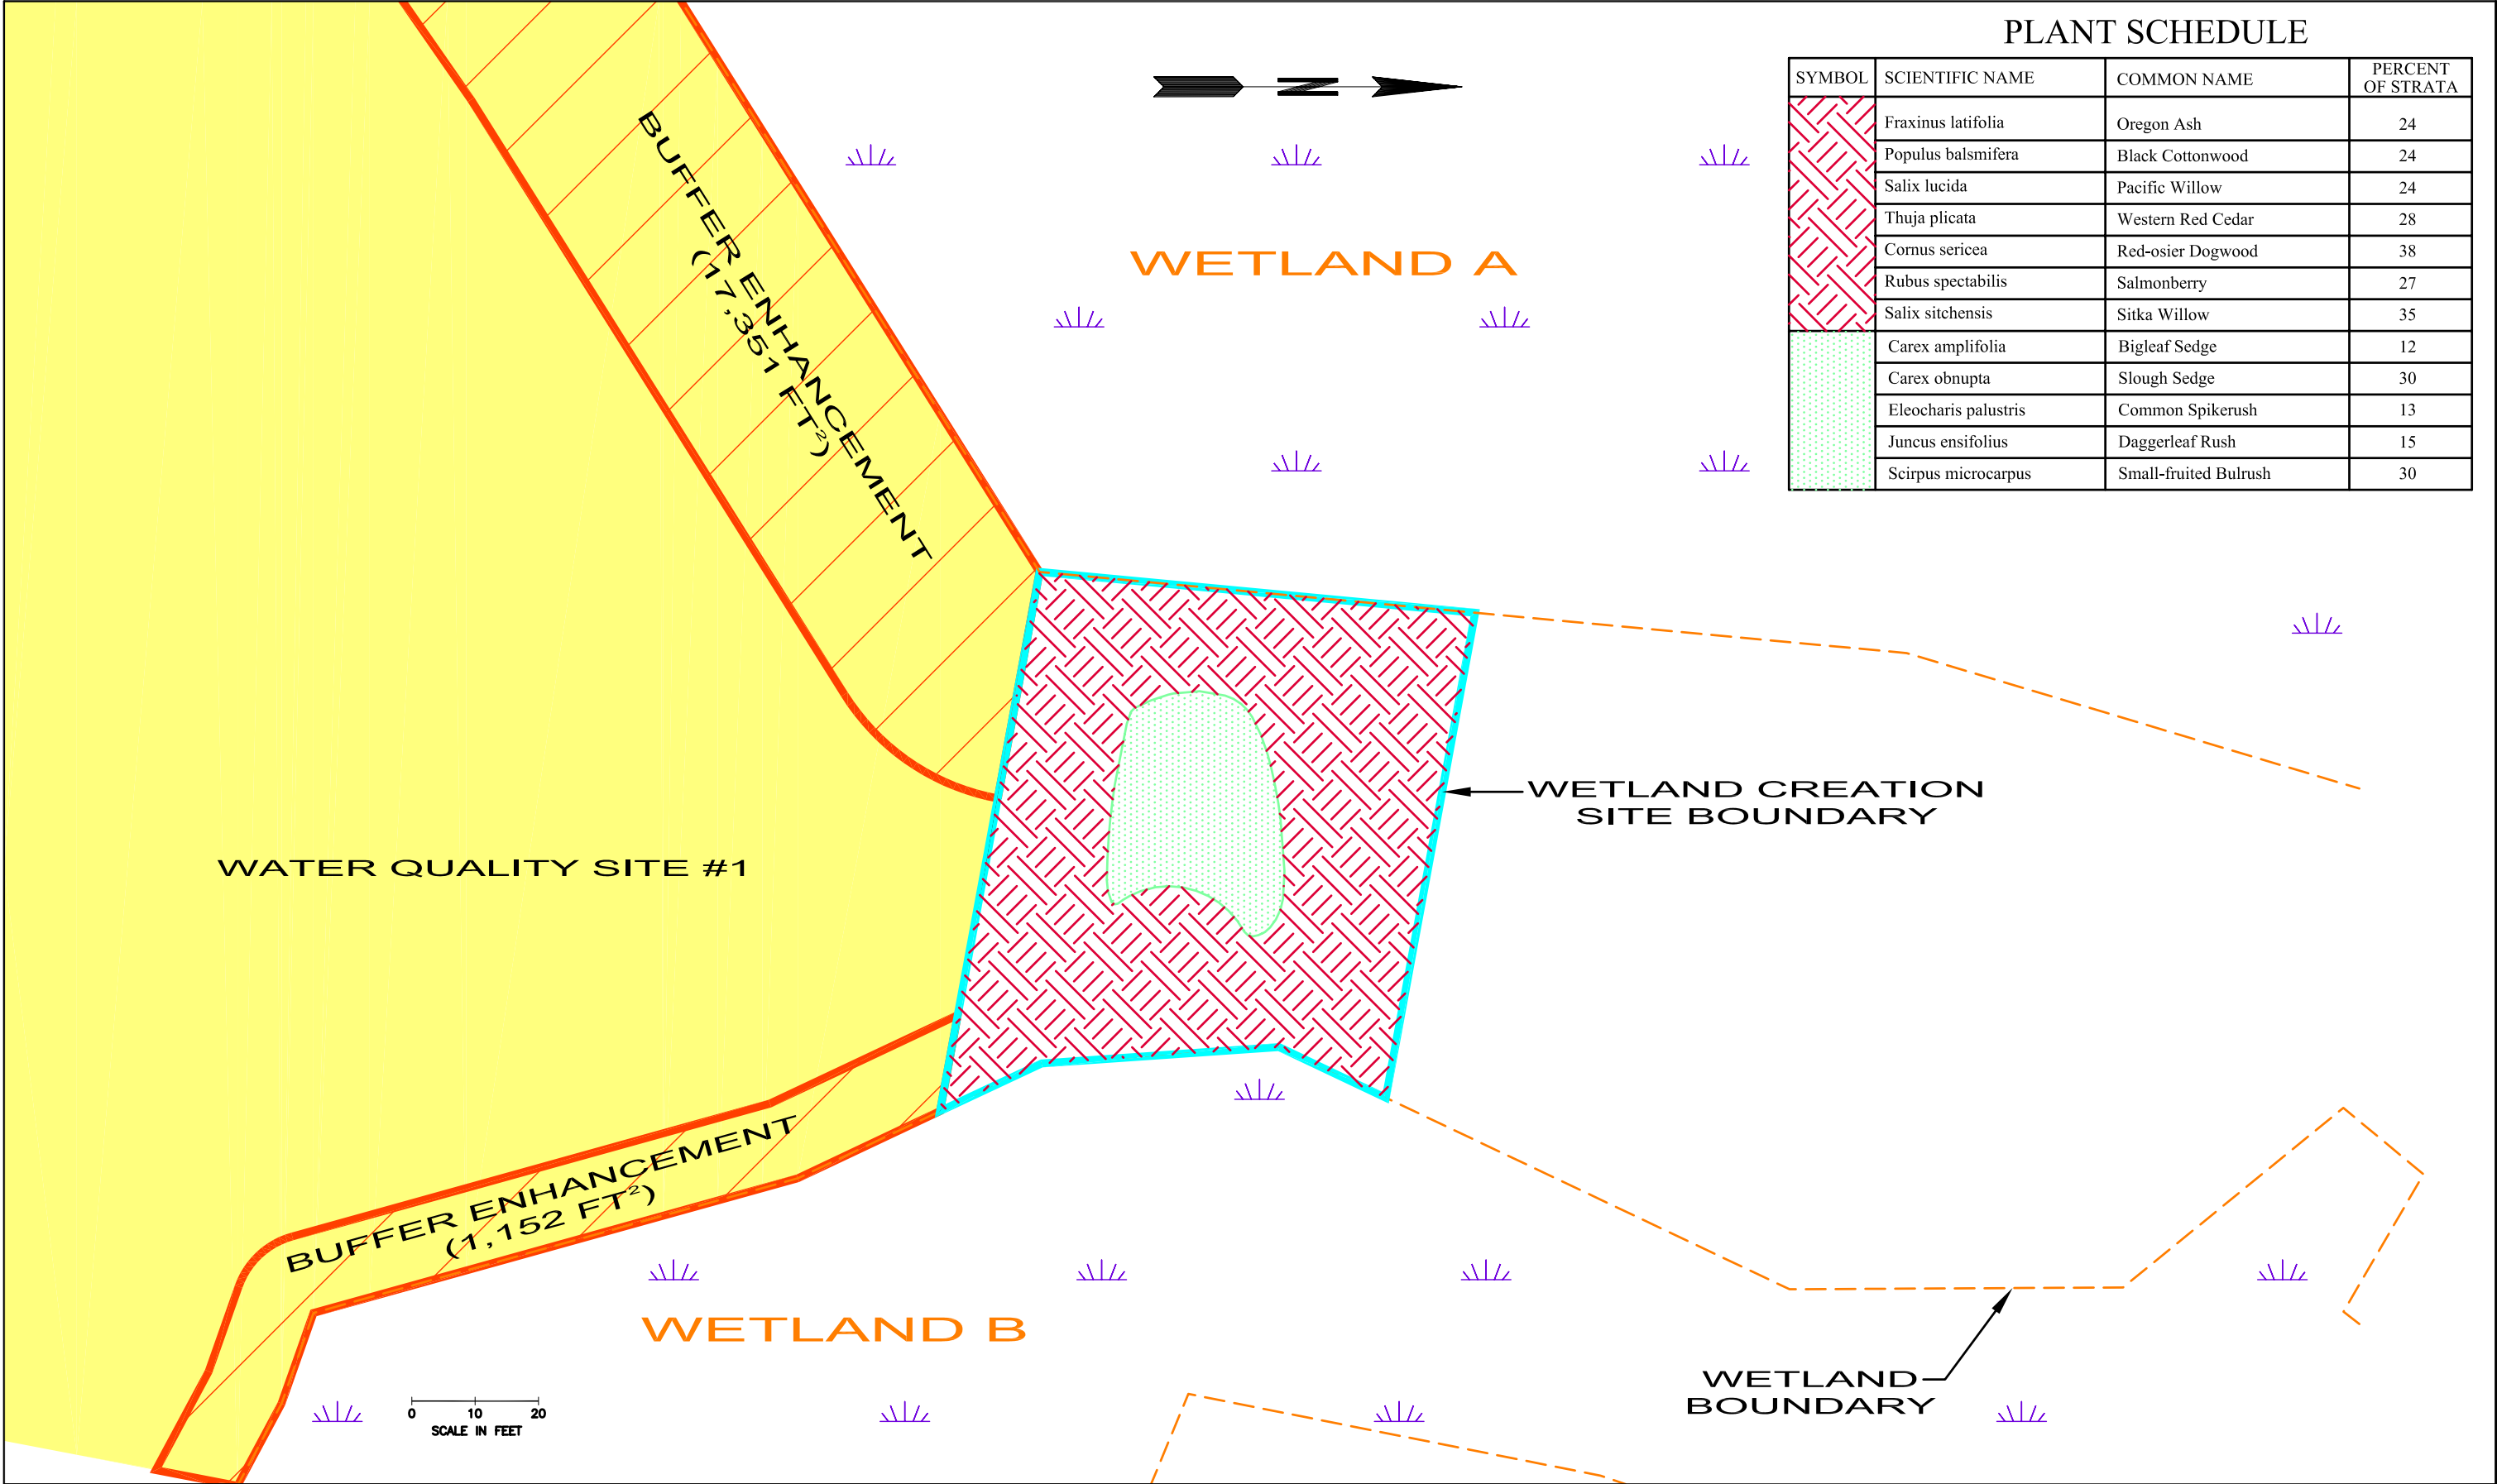 PLANT SCHEDULE
SYMBOL SCIENTIFIC NAME COMMON NAME PERCENT OF STRATA
Fraxinus latifolia Oregon Ash 24
Populus balsmifera Black Cottonwood 24
Salix lucida Pacific Willow 24
Thuja plicata Western Red Cedar 28
Cornus sericea Red-osier Dogwood 38
Rubus spectabilis Salmonberry 27
Salix sitchensis Sitka Willow 35
Carex amplifolia Bigleaf Sedge 12
Carex obnupta Slough Sedge 30
Eleocharis palustris Common Spikerush 13
Juncus ensifolius Daggerleaf Rush 15
Scirpus microcarpus Small-fruited Bulrush 30
N
BUFFER ENHANCEMENT
(17,351 FT²)
WETLAND A
WETLAND CREATION
SITE BOUNDARY
WATER QUALITY SITE #1
BUFFER ENHANCEMENT
(1,152 FT²)
WETLAND B
WETLAND
BOUNDARY
0 10 20
SCALE IN FEET